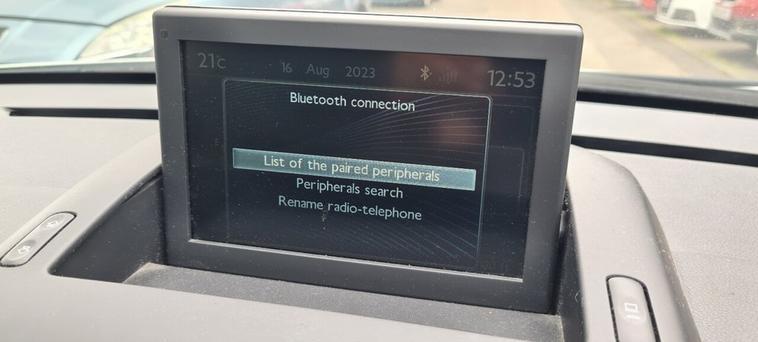 21c 16 Aug 2023 12:53
Bluetooth connection
List of the paired peripherals
Peripherals search
Rename radio-telephone